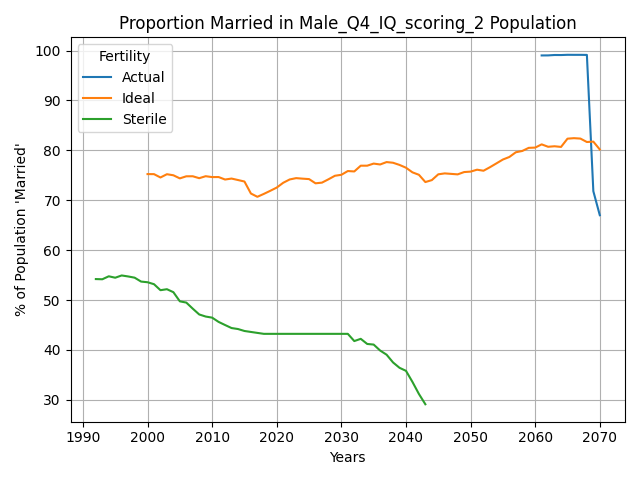 Proportion Married in Male_Q4_IQ_scoring_2 Population
Fertility
Actual
Ideal
Sterile
% of Population 'Married'
100
90
80
70
60
50
40
30
1990 2000 2010 2020 2030 2040 2050 2060 2070
Years